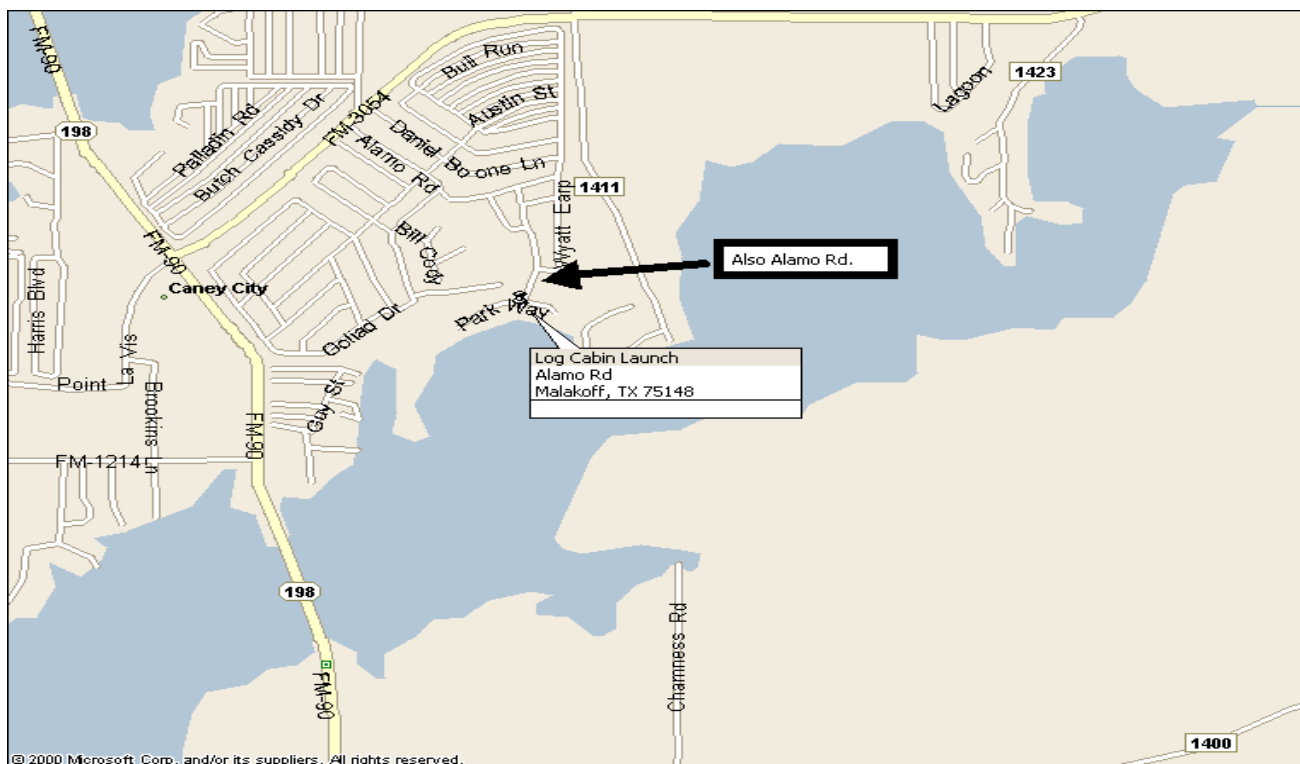 FM-90
198
Palladin Rd
Butch Cassidy Dr
FM-3054
Bull Run
Austin St
Daniel Boone Ln
Alamo Rd
1411
Wyatt Earp
Lagoon
1423
Bill Cody
Also Alamo Rd.
FM-90
Caney City
Harris Blvd
La Vis
Goliad Dr
Park Way
Log Cabin Launch
Alamo Rd
Malakoff, TX 75148
Point
Brookins Ln
Guy St
FM-90
FM-1214
198
FM-90
Chamness Rd
1400
© 2000 Microsoft Corp. and/or its suppliers. All rights reserved.